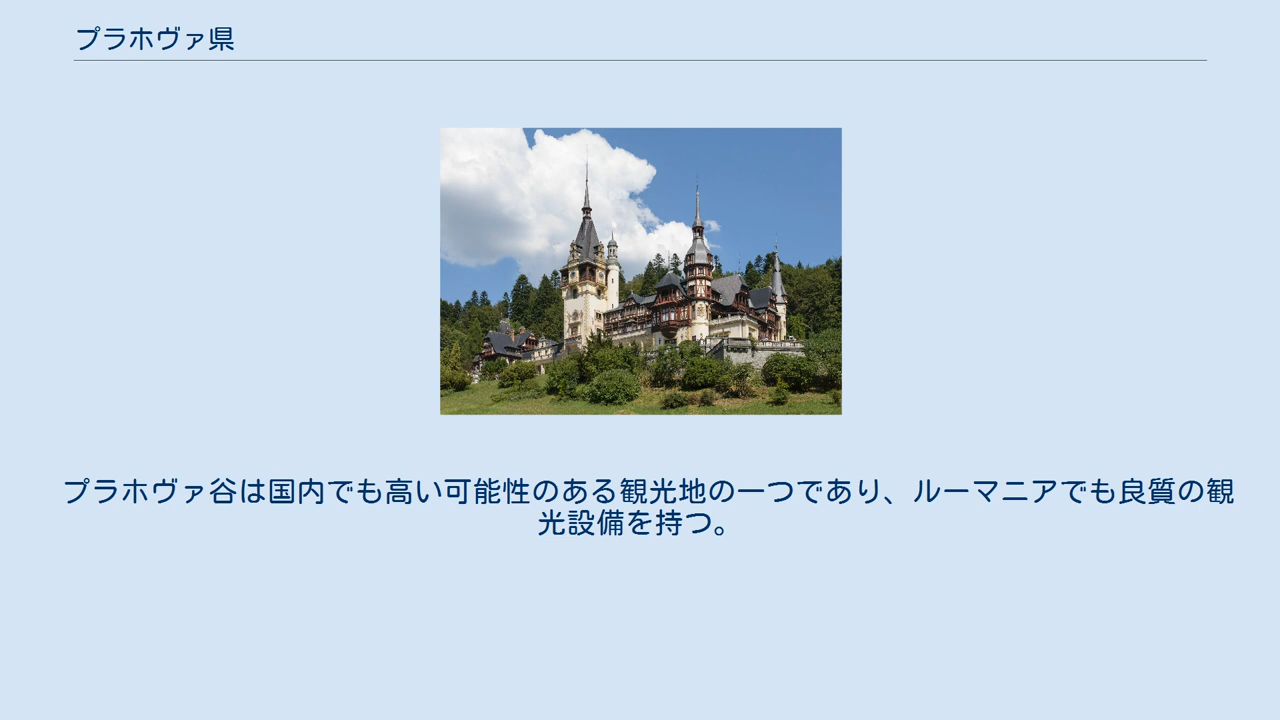 プラホヴァ県
プラホヴァ谷は国内でも高い可能性のある観光地の一つであり、ルーマニアでも良質の観
光設備を持つ。